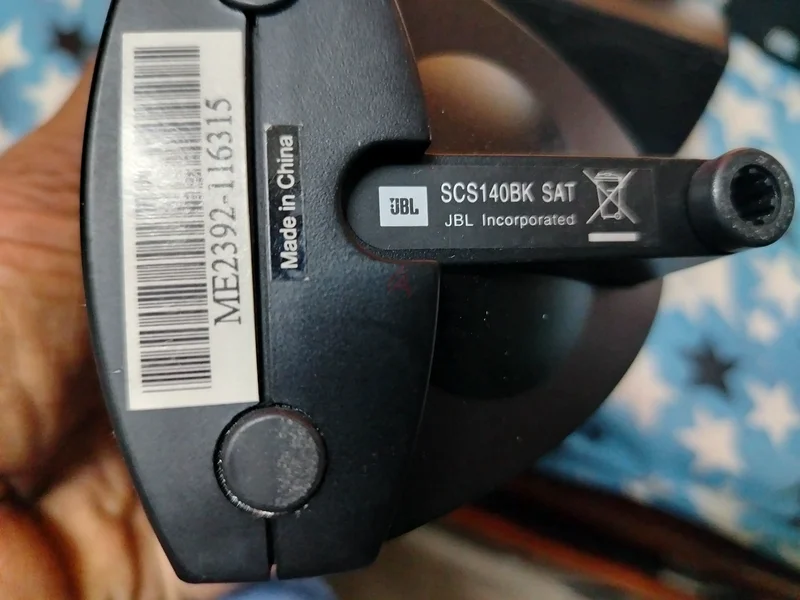 ME2392-116315
Made in China
JBL
SCS140BK SAT
JBL Incorporated